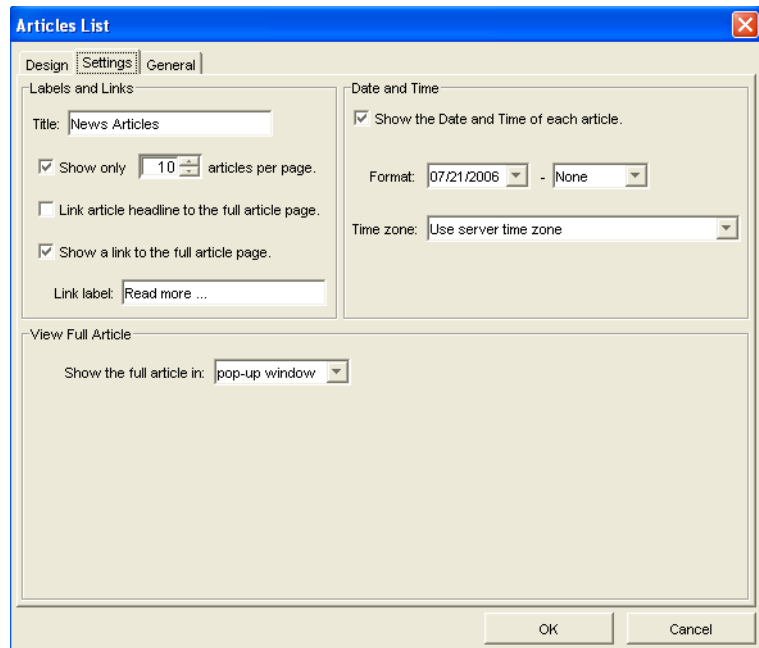 Articles List
Design Settings General
Labels and Links
Title: News Articles
Show only 10 articles per page.
Link article headline to the full article page.
Show a link to the full article page.
Link label: Read more ...
Date and Time
Show the Date and Time of each article.
Format: 07/21/2006 - None
Time zone: Use server time zone
View Full Article
Show the full article in: pop-up window
OK Cancel